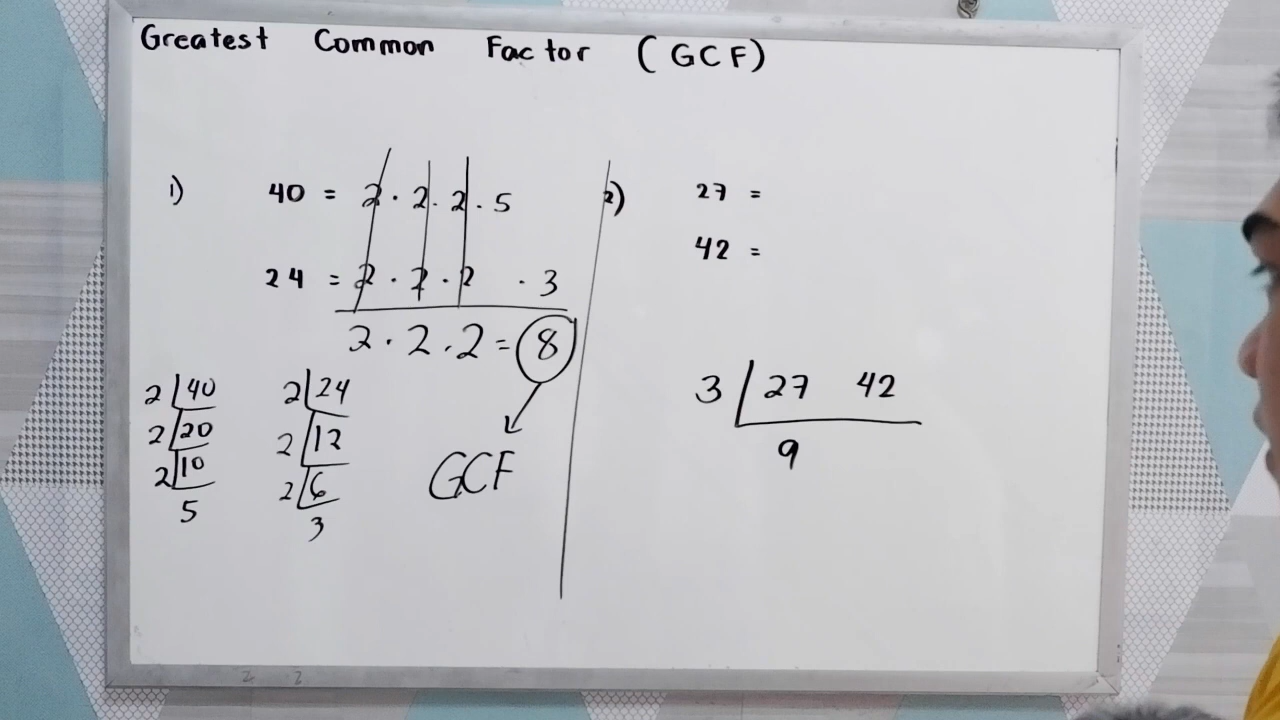 Greatest Common Factor (GCF)
1) 40 = 2 · 2 · 2 · 5
24 = 2 · 2 · 2 · 3
2 · 2 · 2 = 8
GCF
2 40
2 20
2 10
5
2 24
2 12
2 6
3
2) 27 =
42 =
3 27 42
9